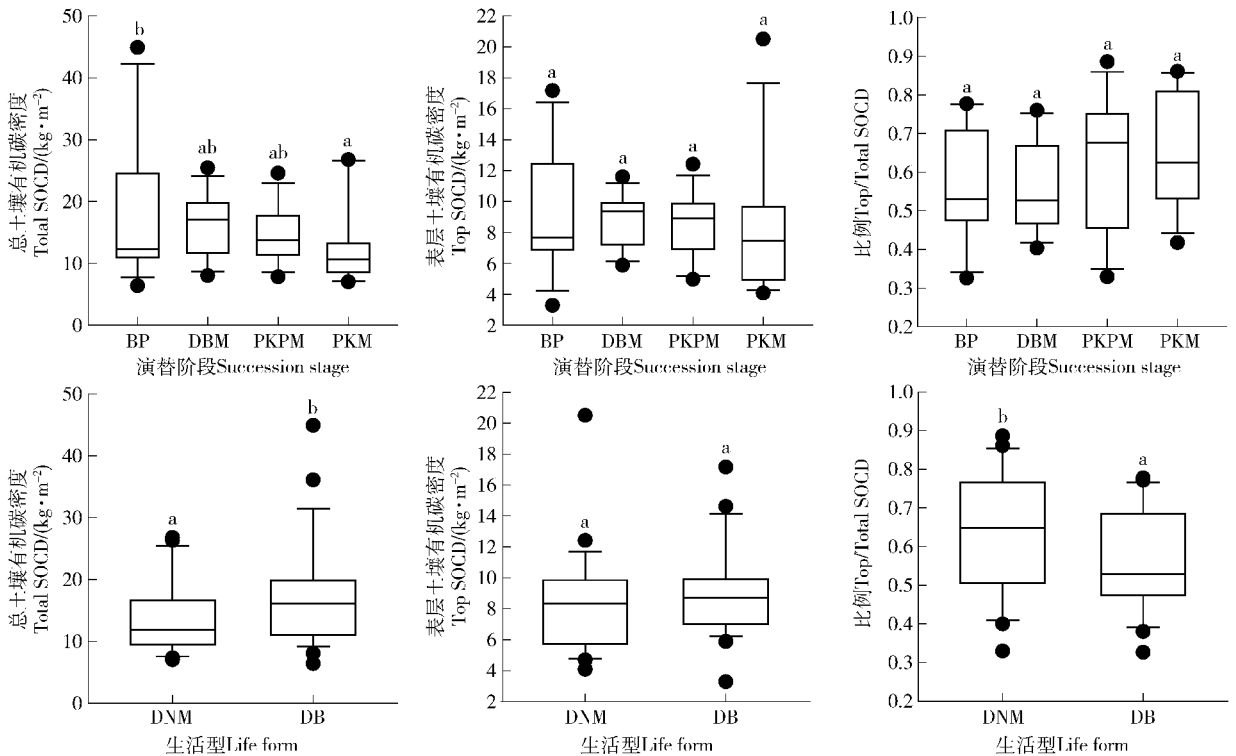 总土壤有机碳密度
Total SOCD/(kg·m⁻²)
50
40
30
20
10
0
b
ab
ab
a
BP DBM PKPM PKM
演替阶段Succession stage
表层土壤有机碳密度
Top SOCD/(kg·m⁻²)
22
20
18
16
14
12
10
8
6
4
2
a
a
a
a
BP DBM PKPM PKM
演替阶段Succession stage
比例Top/Total SOCD
1.0
0.9
0.8
0.7
0.6
0.5
0.4
0.3
0.2
a
a
a
a
BP DBM PKPM PKM
演替阶段Succession stage
总土壤有机碳密度
Total SOCD/(kg·m⁻²)
50
40
30
20
10
0
a
b
DNM DB
生活型Life form
表层土壤有机碳密度
Top SOCD/(kg·m⁻²)
22
20
18
16
14
12
10
8
6
4
2
a
a
DNM DB
生活型Life form
比例Top/Total SOCD
1.0
0.9
0.8
0.7
0.6
0.5
0.4
0.3
0.2
b
a
DNM DB
生活型Life form